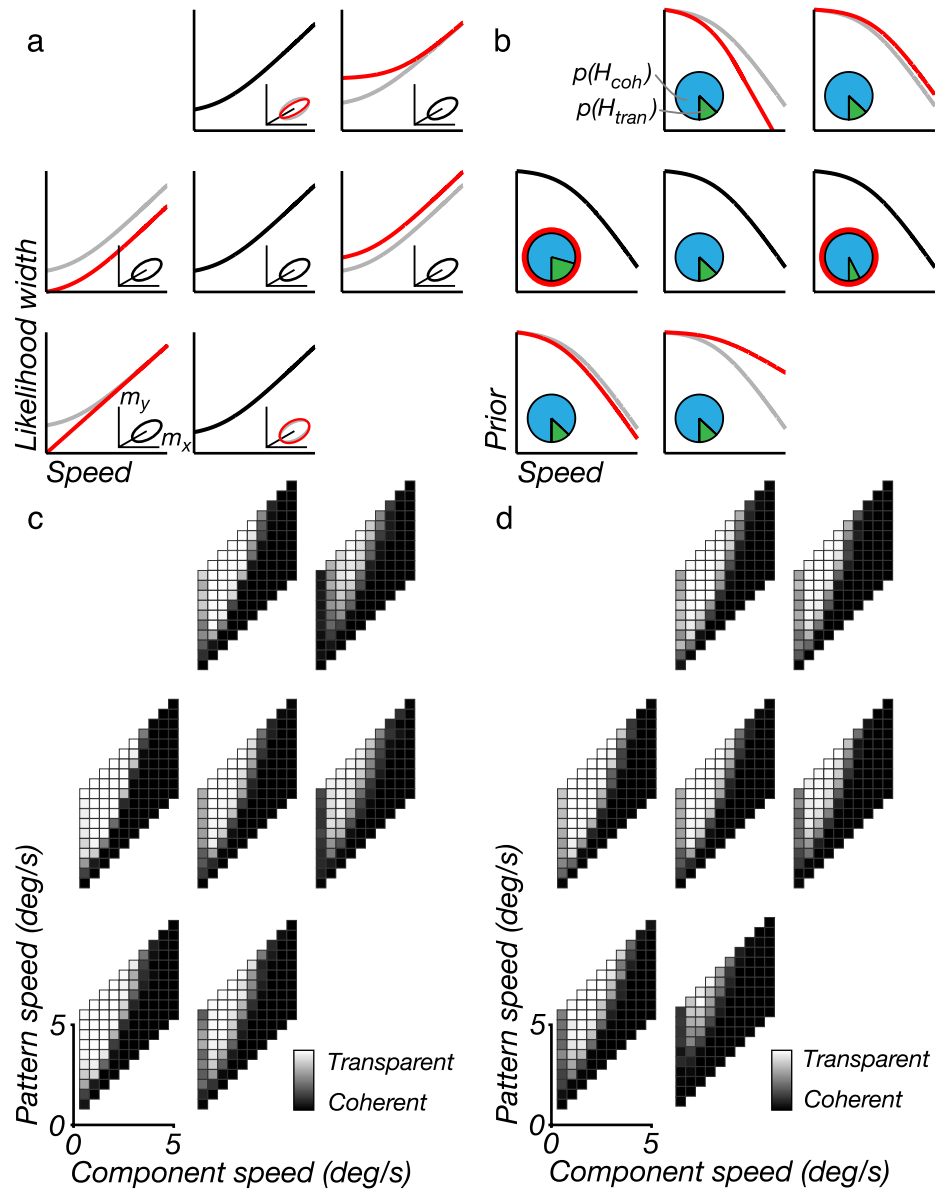 a
b
p(H_coh)
p(H_tran)
Likelihood width
m_y
m_x
Speed
Prior
Speed
c
d
Pattern speed (deg/s)
5
0
0
5
Component speed (deg/s)
Transparent
Coherent
Pattern speed (deg/s)
5
0
0
5
Component speed (deg/s)
Transparent
Coherent